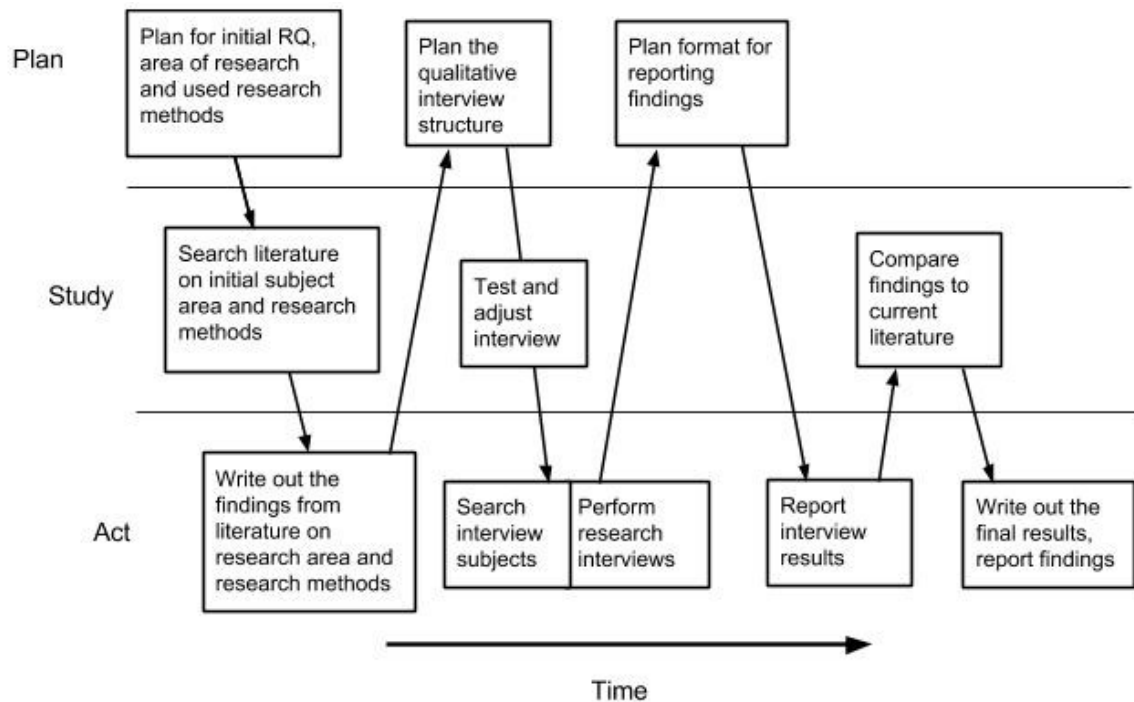 Plan
Plan for initial RQ,
area of research
and used research
methods
Plan the
qualitative
interview
structure
Plan format for
reporting
findings
Study
Search literature
on initial subject
area and research
methods
Test and
adjust
interview
Compare
findings to
current
literature
Act
Write out the
findings from
literature on
research area and
research methods
Search
interview
subjects
Perform
research
interviews
Report
interview
results
Write out the
final results,
report findings
Time